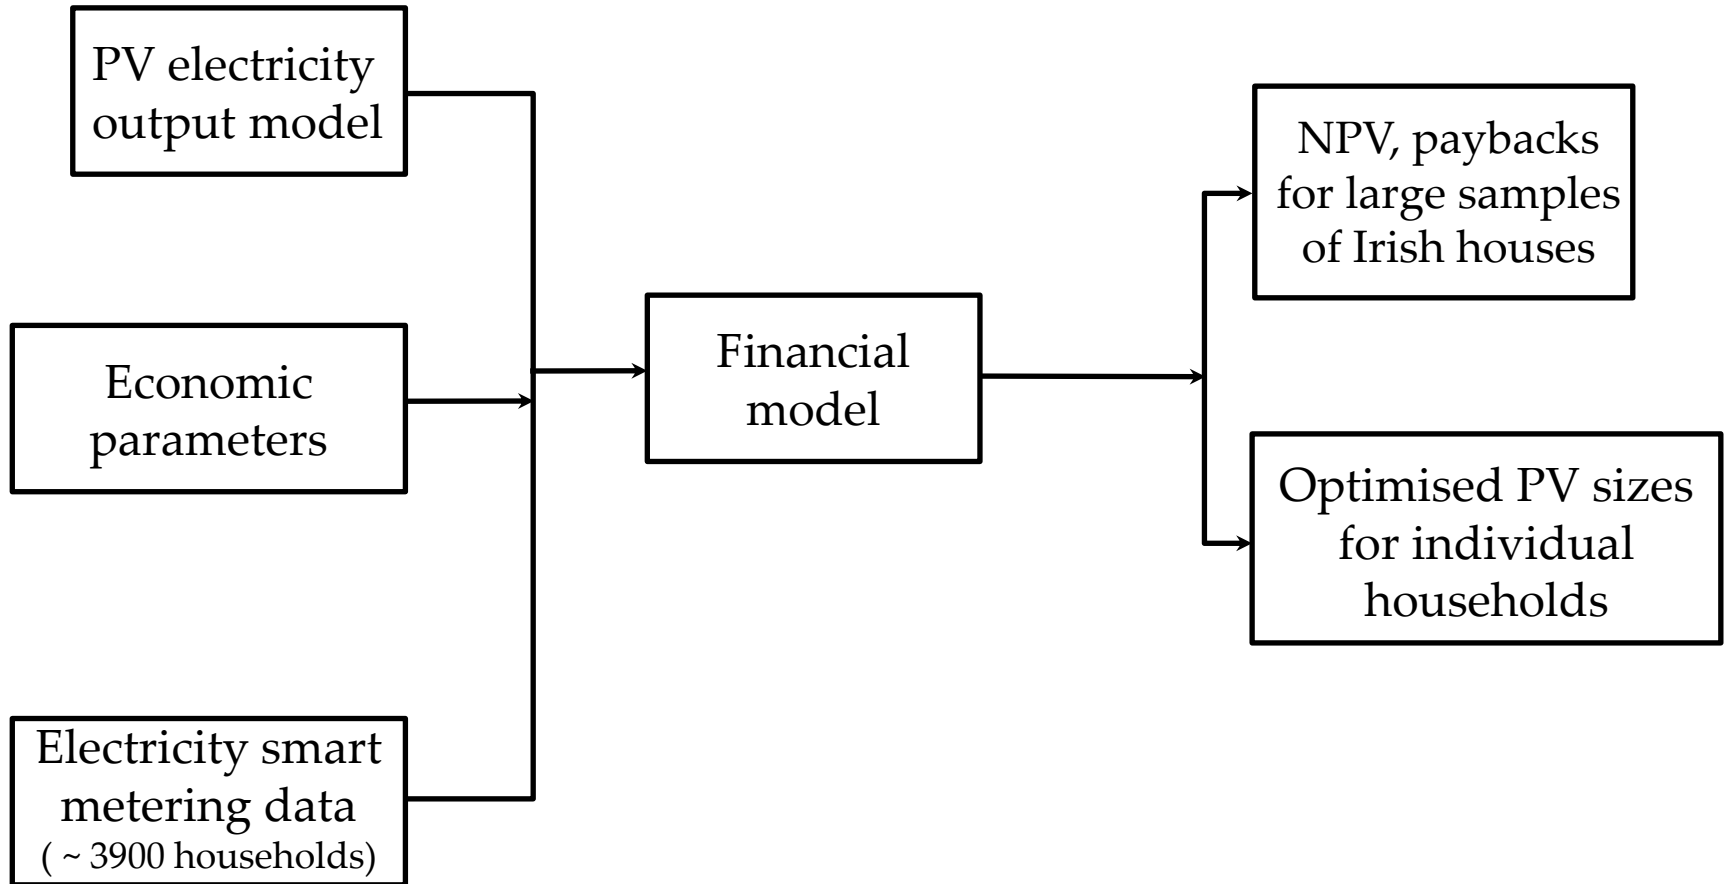 PV electricity
output model
Economic
parameters
Electricity smart
metering data
( ~ 3900 households)
Financial
model
NPV, paybacks
for large samples
of Irish houses
Optimised PV sizes
for individual
households